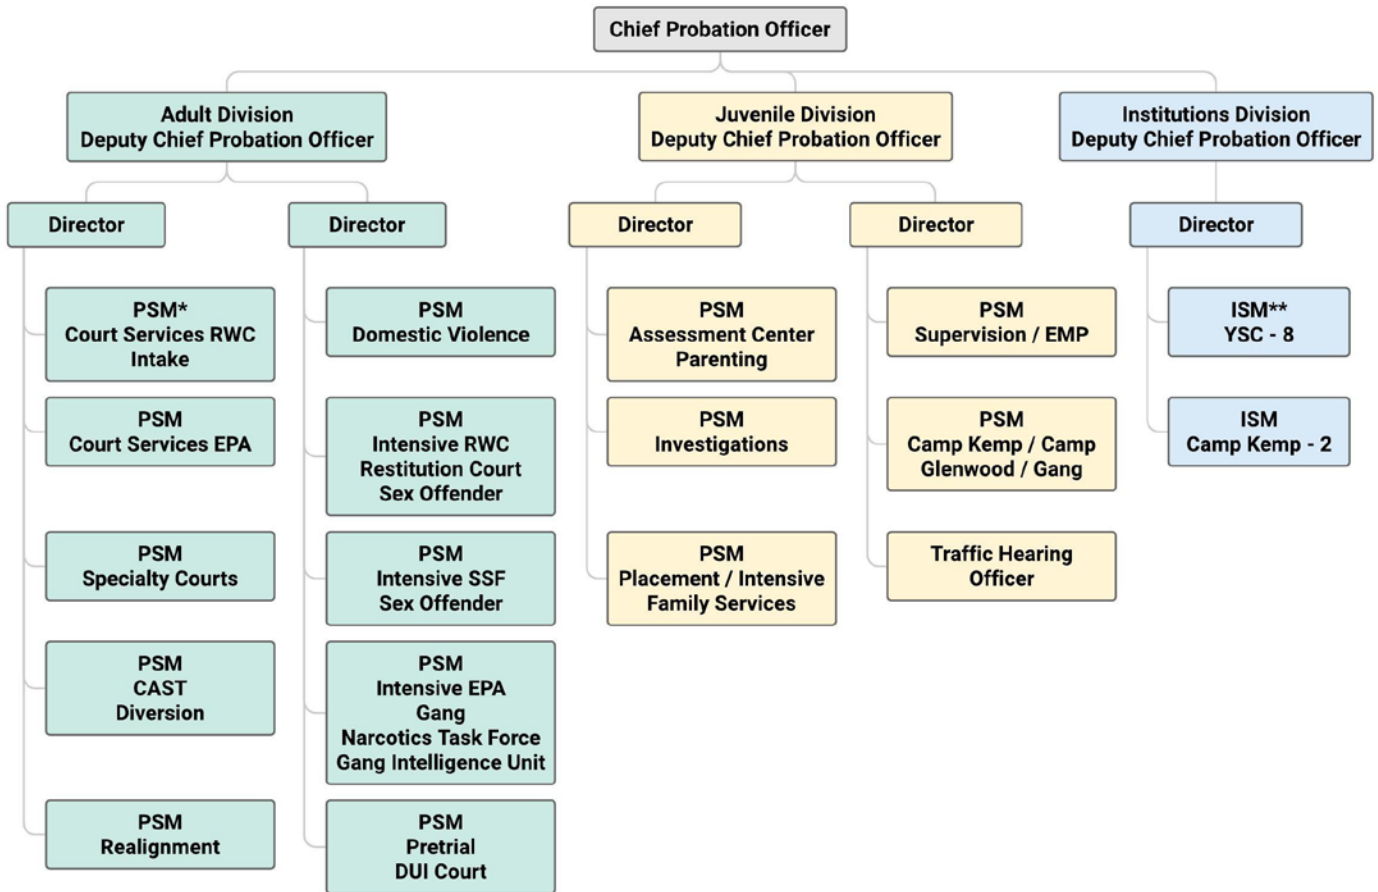 Chief Probation Officer
Adult Division
Deputy Chief Probation Officer
Juvenile Division
Deputy Chief Probation Officer
Institutions Division
Deputy Chief Probation Officer
Director
Director
Director
Director
Director
PSM*
Court Services RWC
Intake
PSM
Court Services EPA
PSM
Specialty Courts
PSM
CAST
Diversion
PSM
Realignment
PSM
Domestic Violence
PSM
Intensive RWC
Restitution Court
Sex Offender
PSM
Intensive SSF
Sex Offender
PSM
Intensive EPA
Gang
Narcotics Task Force
Gang Intelligence Unit
PSM
Pretrial
DUI Court
PSM
Assessment Center
Parenting
PSM
Investigations
PSM
Placement / Intensive
Family Services
PSM
Supervision / EMP
PSM
Camp Kemp / Camp
Glenwood / Gang
Traffic Hearing
Officer
ISM**
YSC - 8
ISM
Camp Kemp - 2